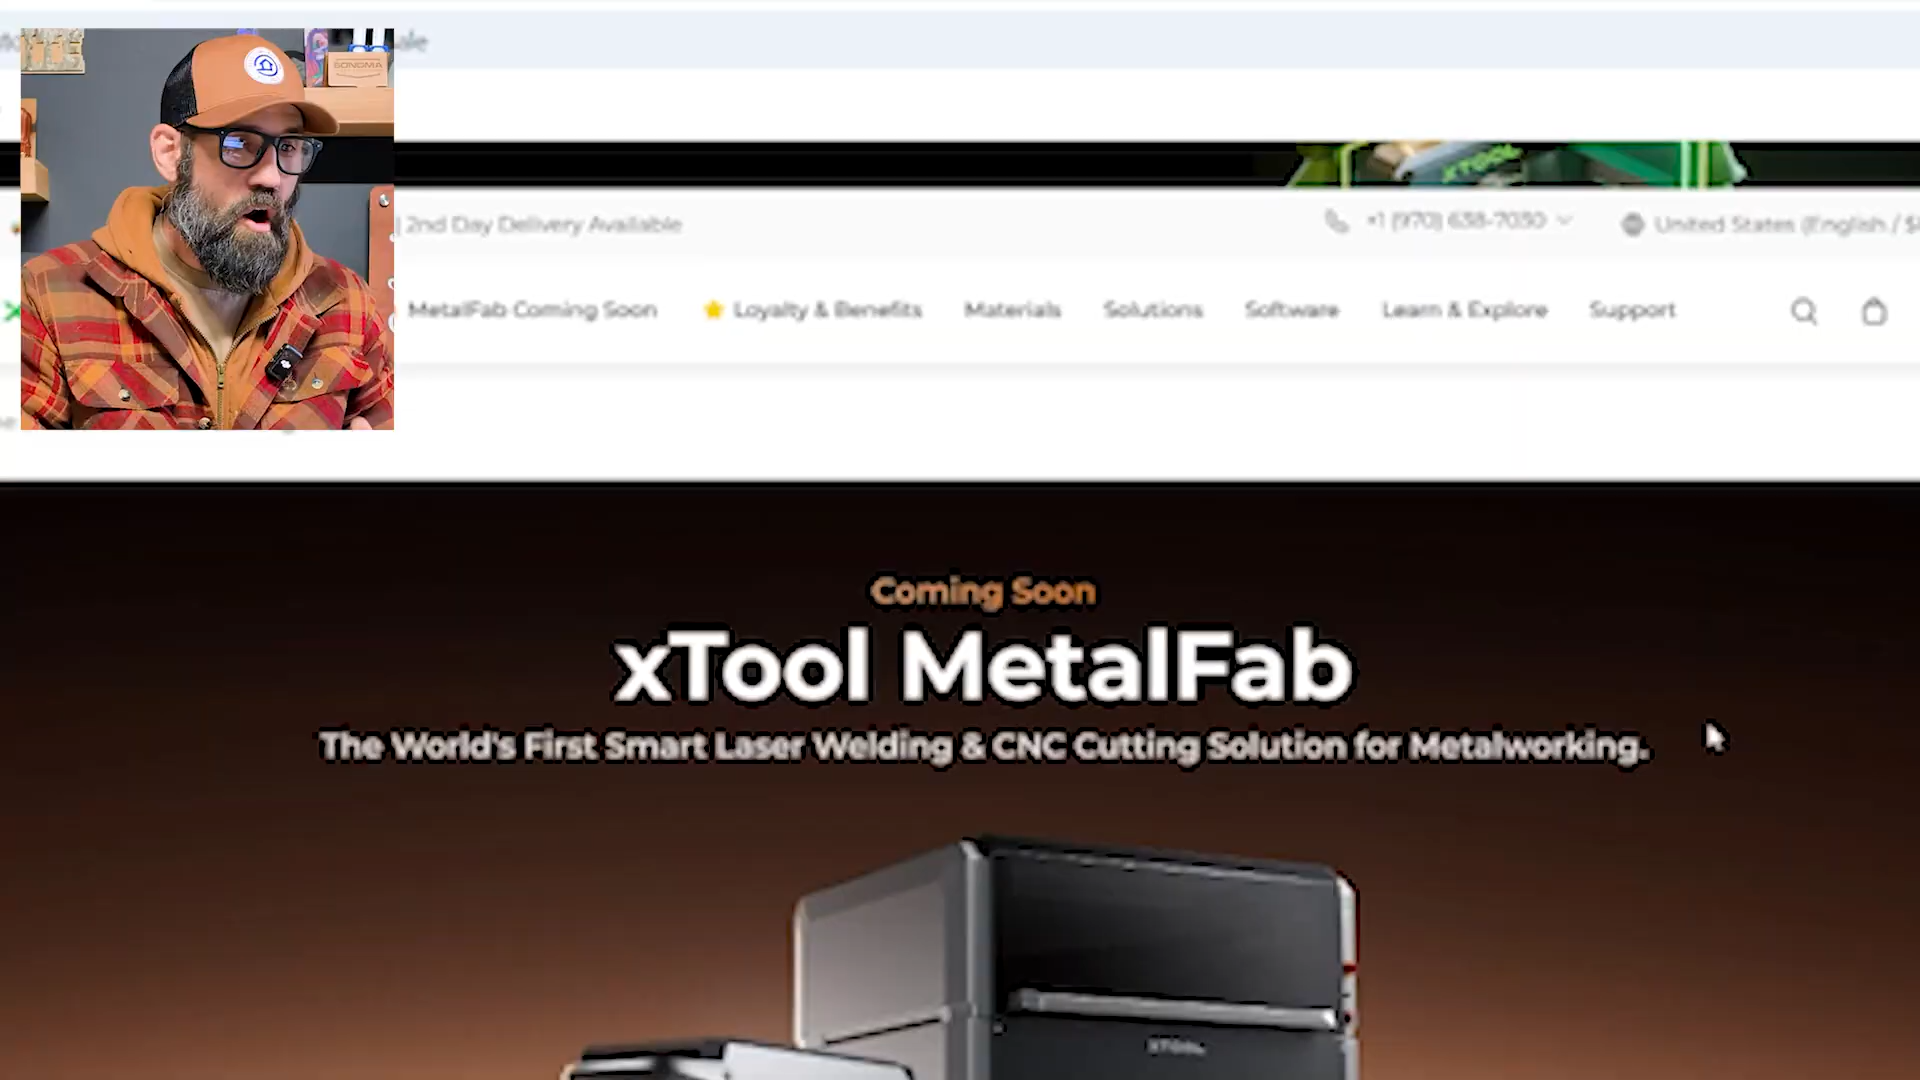 SONOMA
XTOOL
| 2nd Day Delivery Available
+1 (970) 638-7030
United States (English / $
MetalFab Coming Soon
Loyalty & Benefits
Materials
Solutions
Software
Learn & Explore
Support
Coming Soon
xTool MetalFab
The World's First Smart Laser Welding & CNC Cutting Solution for Metalworking.
XTOOL